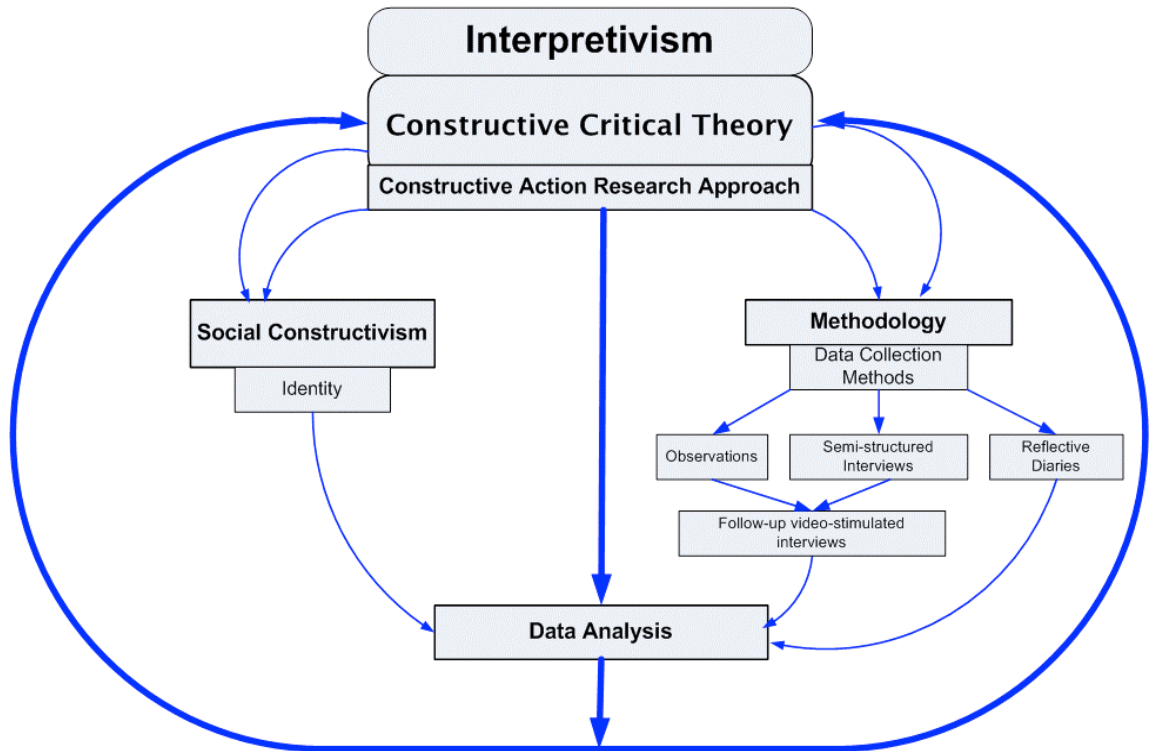 Interpretivism
Constructive Critical Theory
Constructive Action Research Approach
Social Constructivism
Identity
Methodology
Data Collection
Methods
Observations
Semi-structured
Interviews
Reflective
Diaries
Follow-up video-stimulated
interviews
Data Analysis